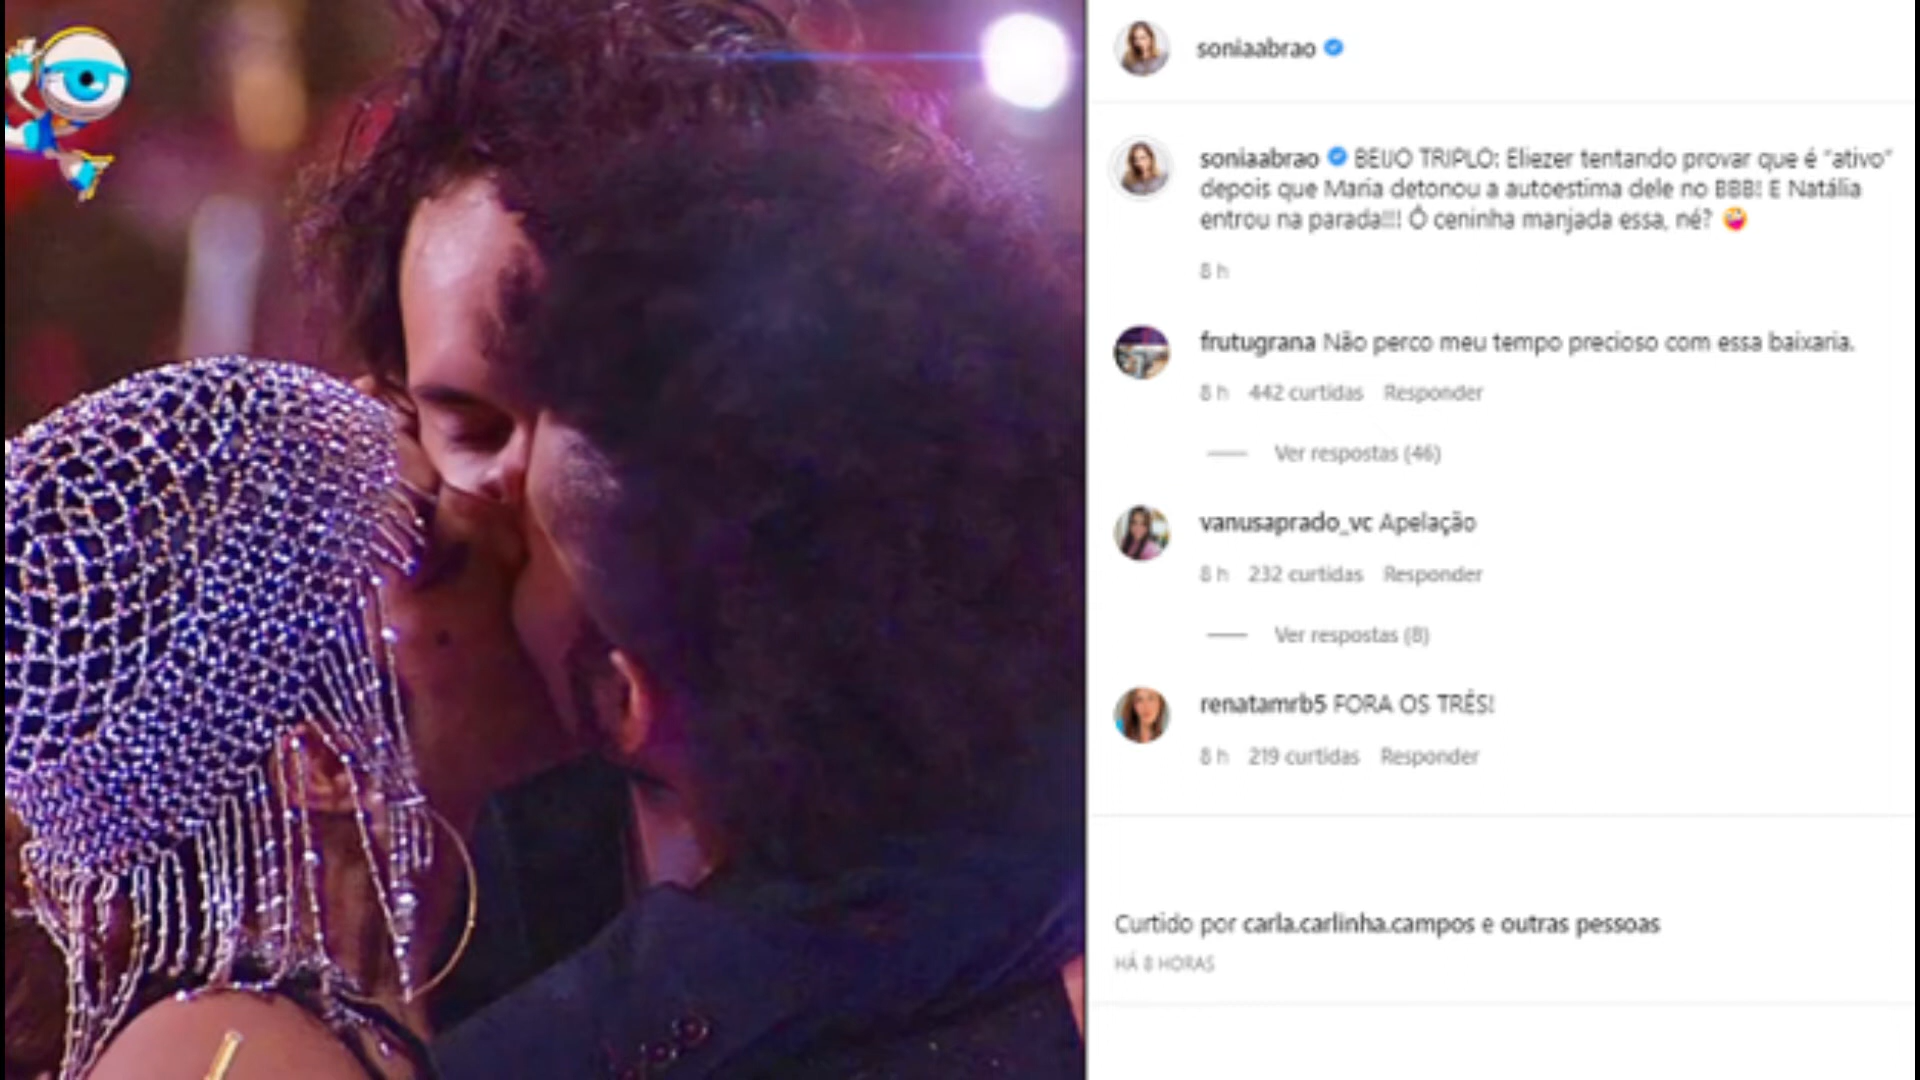 soniaabrao
soniaabrao BEIJO TRIPLO: Eliezer tentando provar que é “ativo”
depois que Maria detonou a autoestima dele no BBB! E Natália
entrou na parada!!! Ô ceninha manjada essa, né? 🤪
8 h
frutugrana Não perco meu tempo precioso com essa baixaria.
8 h 442 curtidas Responder
Ver respostas (46)
vanusaprado_vc Apelação
8 h 232 curtidas Responder
Ver respostas (8)
renatamrb5 FORA OS TRÊS!
8 h 219 curtidas Responder
Curtido por carla.carlinha.campos e outras pessoas
HÁ 8 HORAS